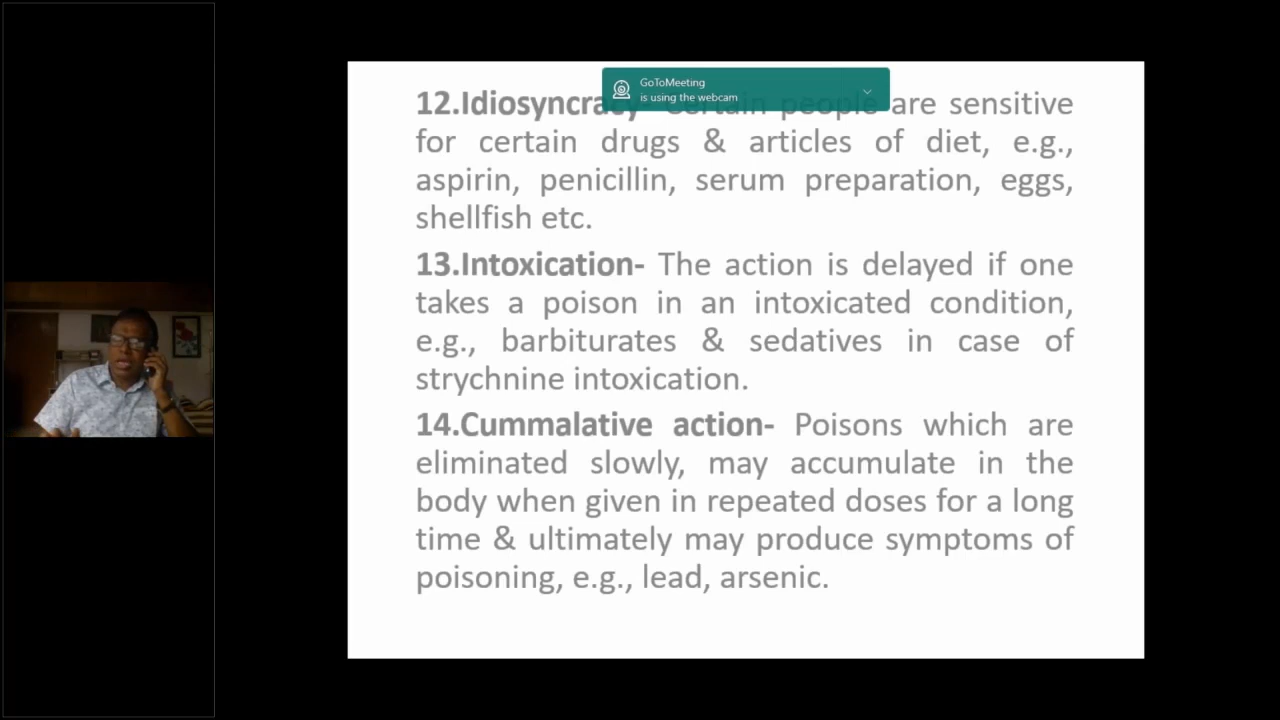 GoToMeeting
is using the webcam
12.Idiosyncracy- Certain people are sensitive
for certain drugs & articles of diet, e.g.,
aspirin, penicillin, serum preparation, eggs,
shellfish etc.
13.Intoxication- The action is delayed if one
takes a poison in an intoxicated condition,
e.g., barbiturates & sedatives in case of
strychnine intoxication.
14.Cummalative action- Poisons which are
eliminated slowly, may accumulate in the
body when given in repeated doses for a long
time & ultimately may produce symptoms of
poisoning, e.g., lead, arsenic.